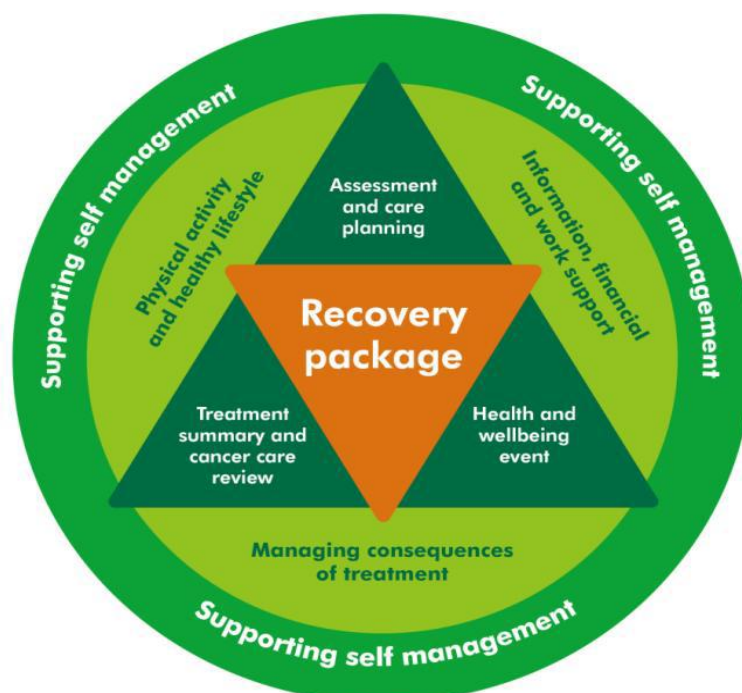 Supporting self management
Supporting self management
Physical activity
and healthy lifestyle
Information, financial
and work support
Assessment
and care
planning
Recovery
package
Treatment
summary and
cancer care
review
Health and
wellbeing
event
Managing consequences
of treatment
Supporting self management